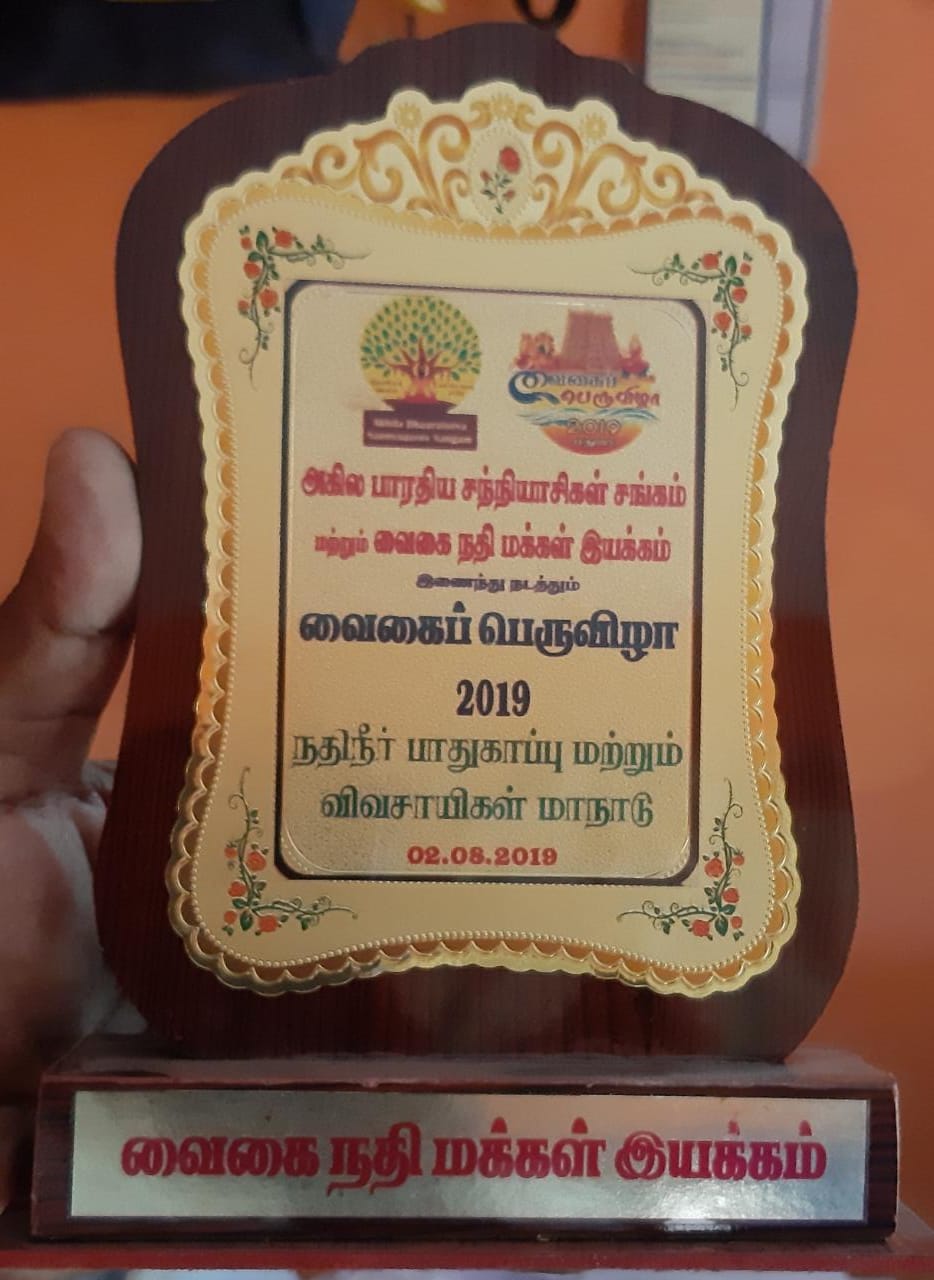 வைகைப்
பெருவிழா
2019
அகில பாரதிய சந்நியாசிகள் சங்கம்
மற்றும் வைகை நதி மக்கள் இயக்கம்
இணைந்து நடத்தும்
வைகைப் பெருவிழா
2019
நதிநீர் பாதுகாப்பு மற்றும்
விவசாயிகள் மாநாடு
02.08.2019
வைகை நதி மக்கள் இயக்கம்